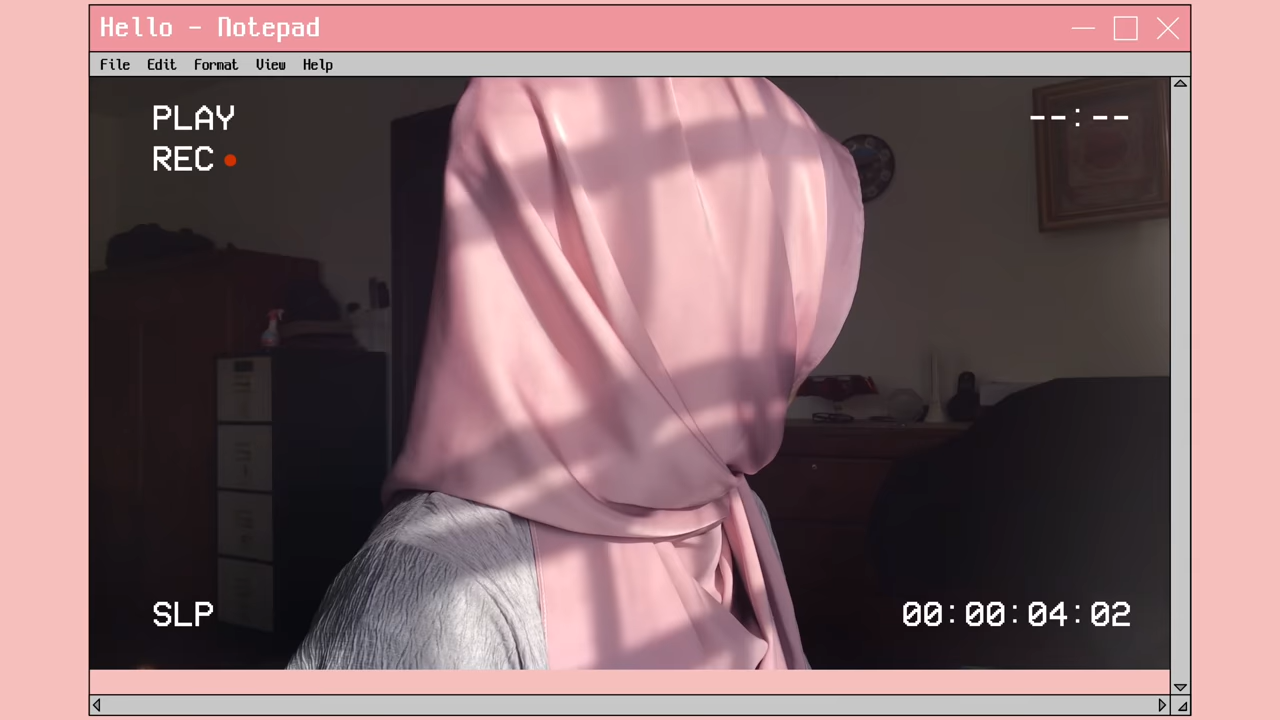 Hello - Notepad
File Edit Format View Help
PLAY --:--
REC
SLP 00:00:04:02